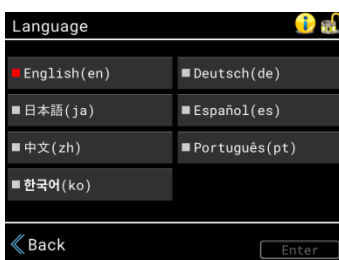 Language
English(en)
Deutsch(de)
日本語(ja)
Español(es)
中文(zh)
Português(pt)
한국어(ko)
Back
Enter